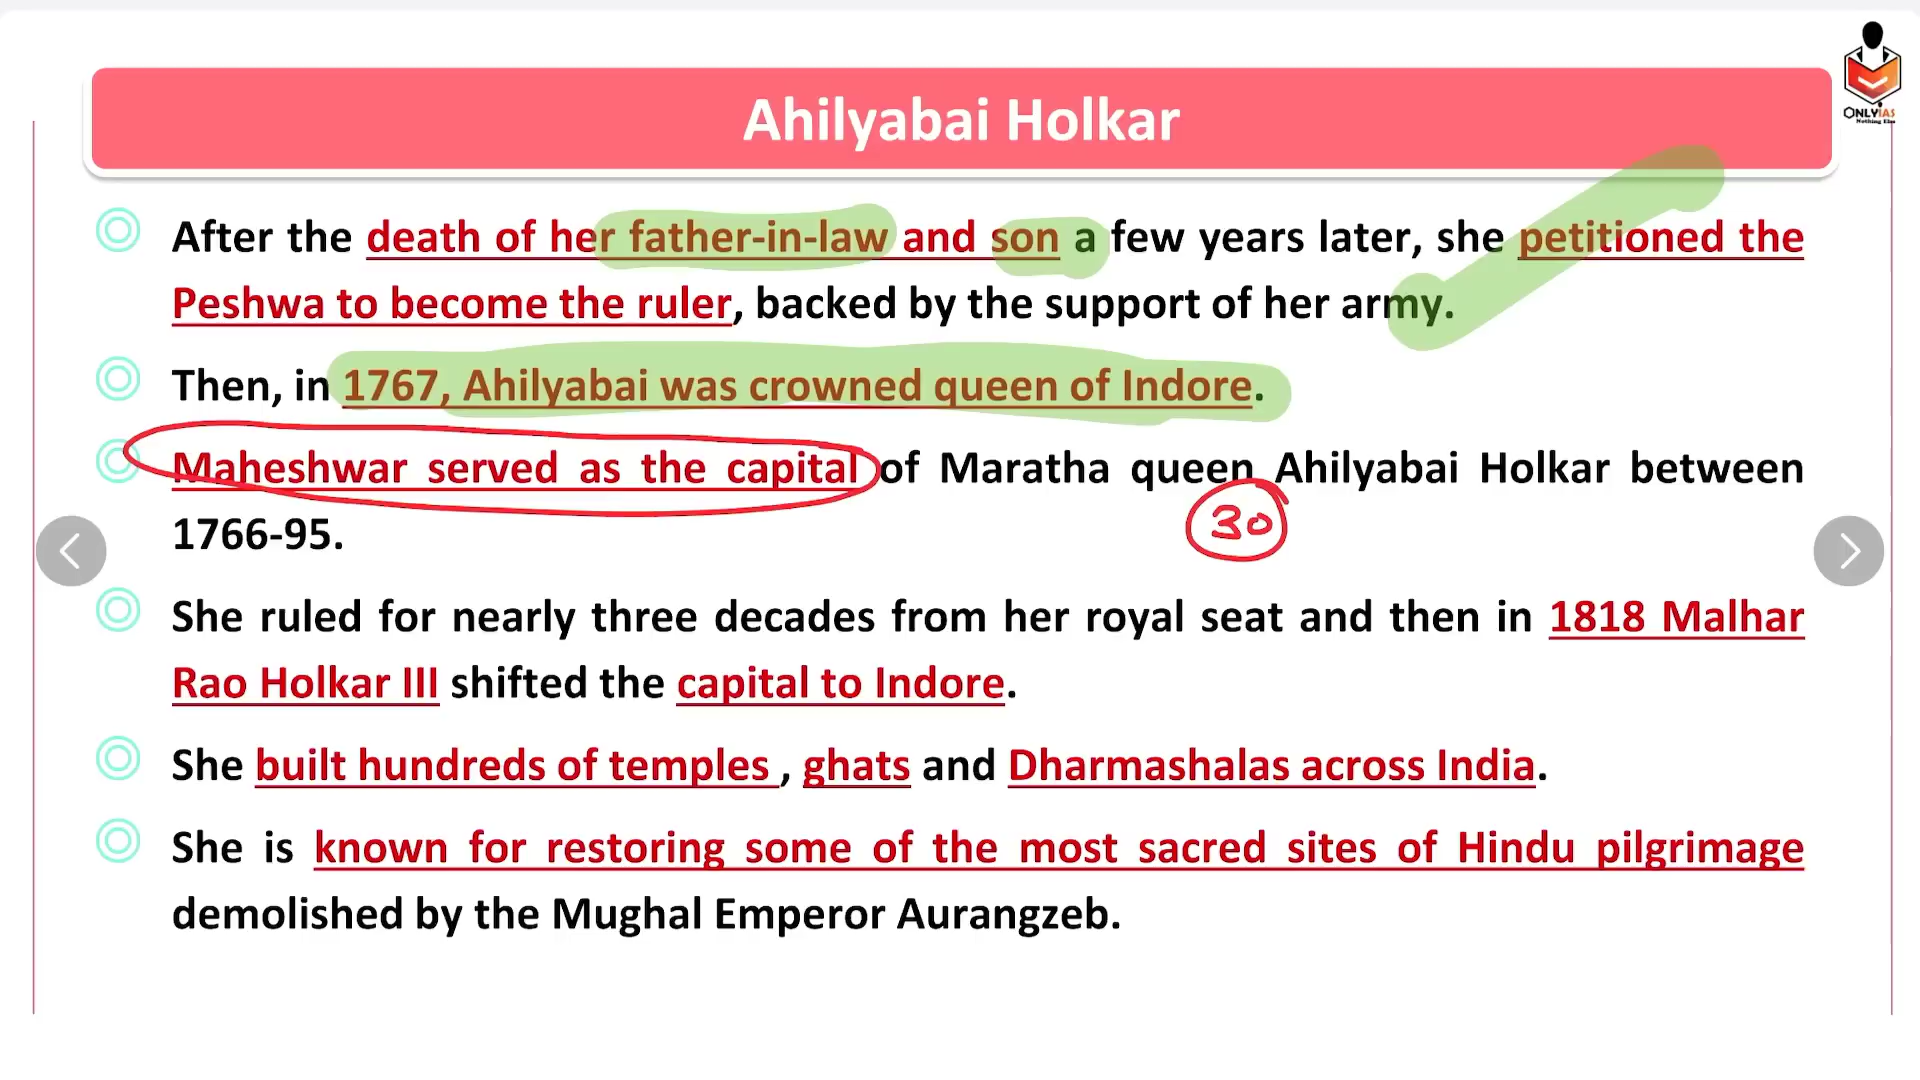 ONLYIAS
Nothing Else
Ahilyabai Holkar
After the death of her father-in-law and son a few years later, she petitioned the
Peshwa to become the ruler, backed by the support of her army.
Then, in 1767, Ahilyabai was crowned queen of Indore.
Maheshwar served as the capital of Maratha queen Ahilyabai Holkar between
30
1766-95.
She ruled for nearly three decades from her royal seat and then in 1818 Malhar
Rao Holkar III shifted the capital to Indore.
She built hundreds of temples , ghats and Dharmashalas across India.
She is known for restoring some of the most sacred sites of Hindu pilgrimage
demolished by the Mughal Emperor Aurangzeb.